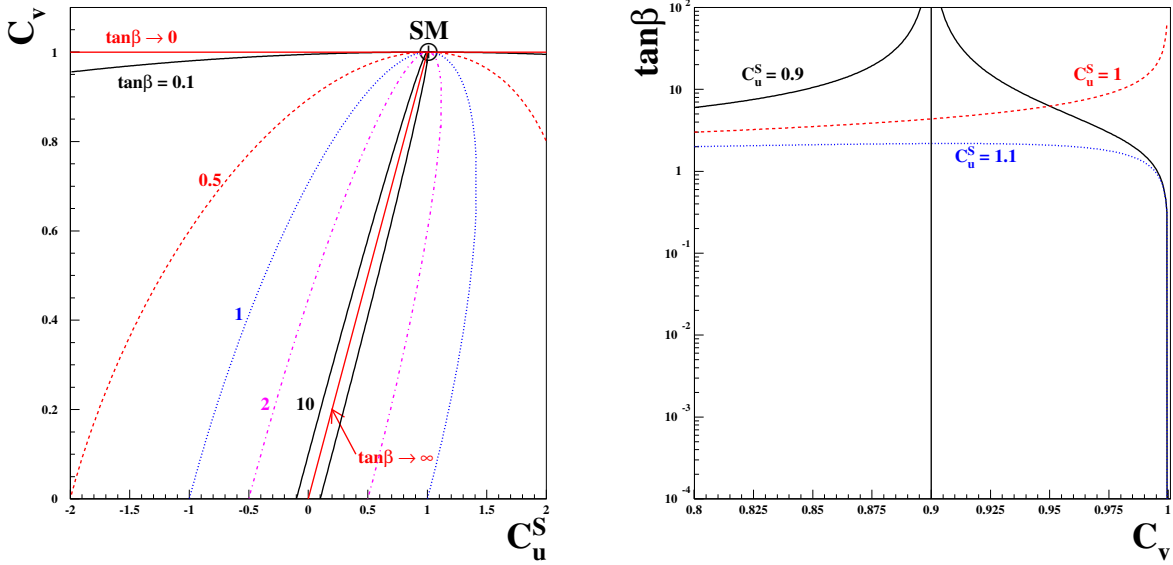 C_v
SM
tanβ → 0
tanβ = 0.1
0.5
1
2
10
tanβ → ∞
1
0.8
0.6
0.4
0.2
0
-2 -1.5 -1 -0.5 0 0.5 1 1.5 2
C_u^S
tanβ
10^2
10
1
10^-1
10^-2
10^-3
10^-4
C_u^S = 0.9
C_u^S = 1
C_u^S = 1.1
0.8 0.825 0.85 0.875 0.9 0.925 0.95 0.975 1
C_v